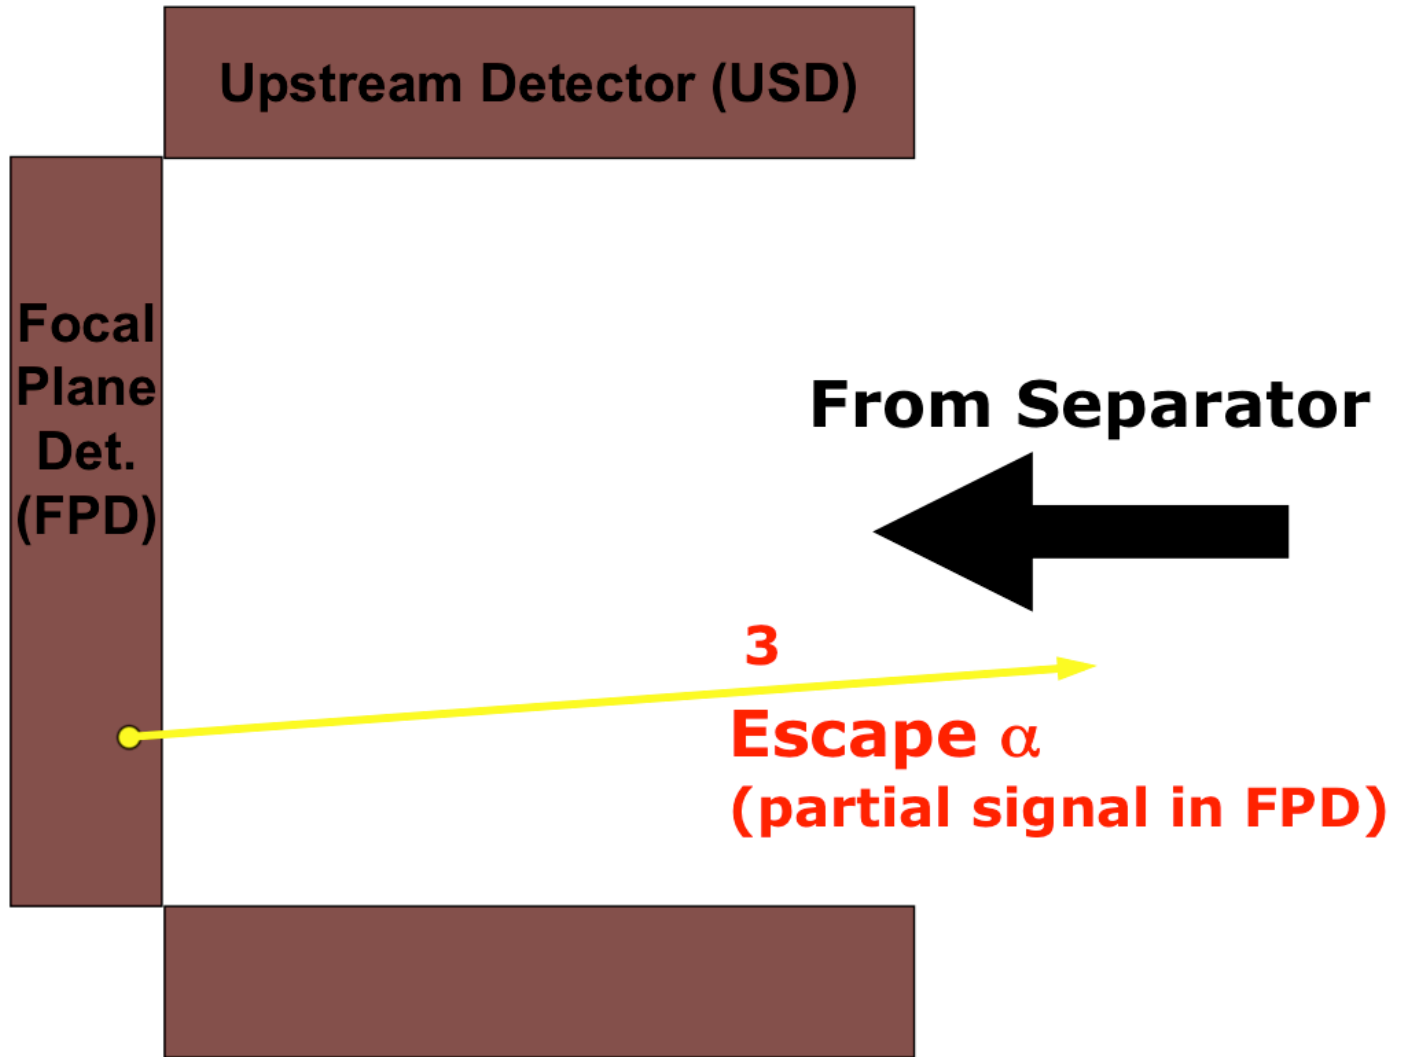 Upstream Detector (USD)
Focal
Plane
Det.
(FPD)
From Separator
3
Escape α
(partial signal in FPD)